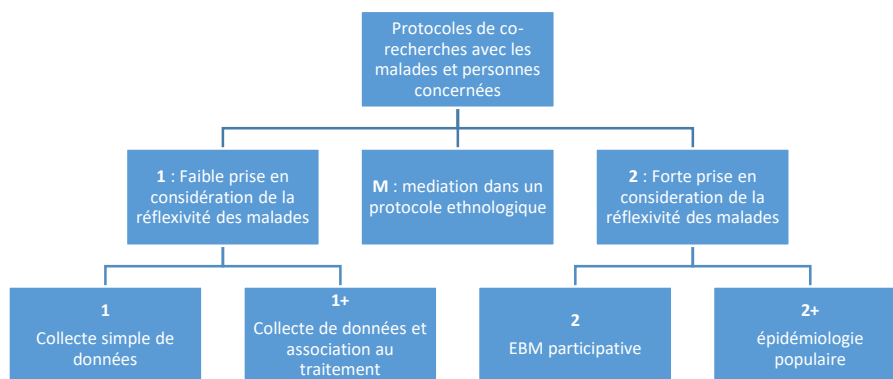 Protocoles de co-
recherches avec les
malades et personnes
concernées
1 : Faible prise en
considération de la
réflexivité des malades
M : mediation dans un
protocole ethnologique
2 : Forte prise en
consideration de la
réflexivité des malades
1
Collecte simple de
données
1+
Collecte de données et
association au
traitement
2
EBM participative
2+
épidémiologie
populaire